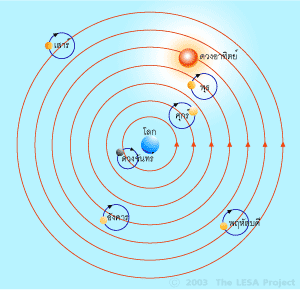 เสาร์
ดวงอาทิตย์
พุธ
ศุกร์
โลก
ดวงจันทร์
อังคาร
พฤหัสบดี
© 2003 The LESA Project